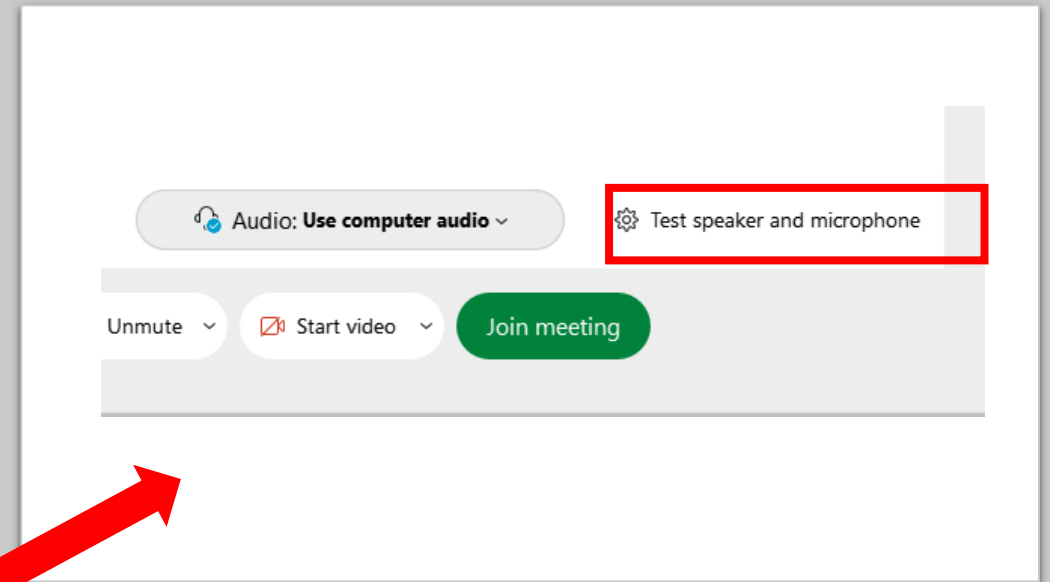 Audio: Use computer audio
Test speaker and microphone
Unmute
Start video
Join meeting